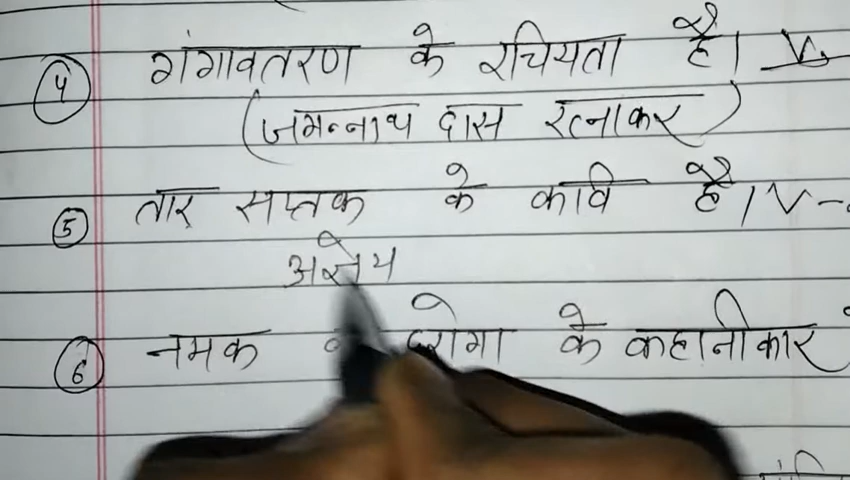 ④ गंगावतरण के रचियता है। V.
(जगन्नाथ दास रत्नाकर)
⑤ तार सप्तक के कवि है। V-
अज्ञेय
⑥ नमक दरोगा के कहानीकार